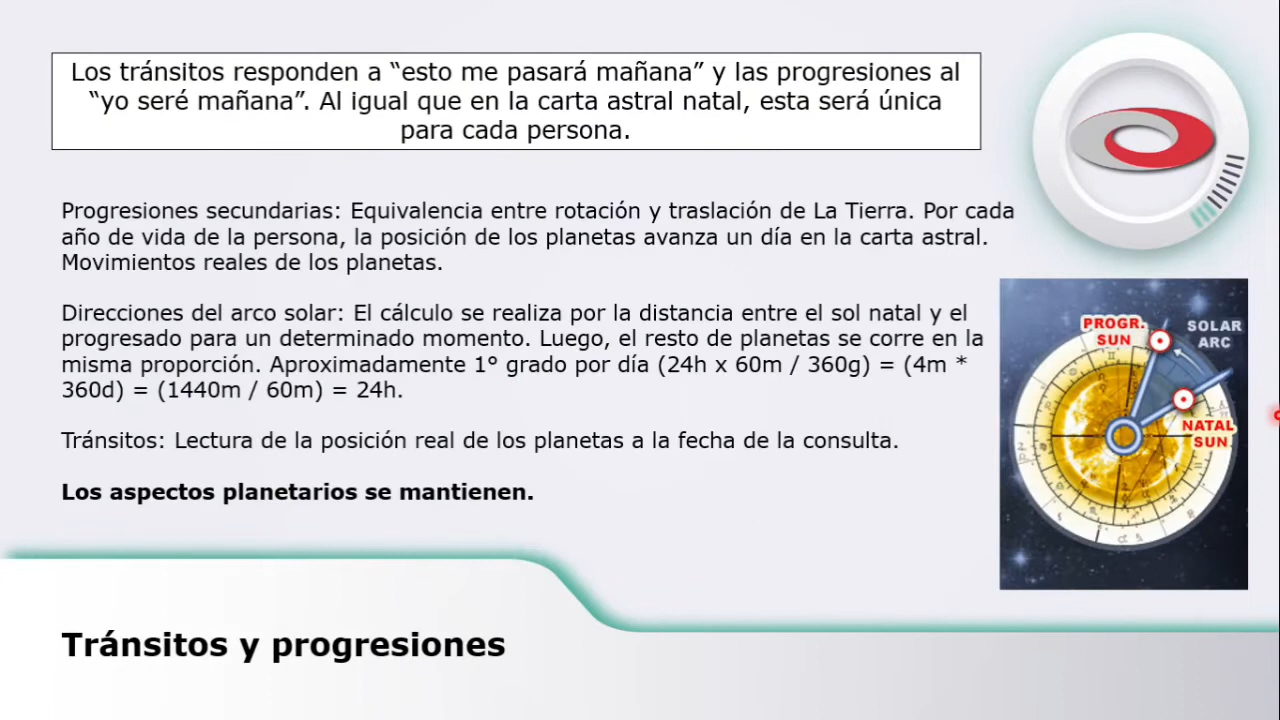 Los tránsitos responden a “esto me pasará mañana” y las progresiones al
“yo seré mañana”. Al igual que en la carta astral natal, esta será única
para cada persona.
Progresiones secundarias: Equivalencia entre rotación y traslación de La Tierra. Por cada
año de vida de la persona, la posición de los planetas avanza un día en la carta astral.
Movimientos reales de los planetas.
Direcciones del arco solar: El cálculo se realiza por la distancia entre el sol natal y el
progresado para un determinado momento. Luego, el resto de planetas se corre en la
misma proporción. Aproximadamente 1° grado por día (24h x 60m / 360g) = (4m *
360d) = (1440m / 60m) = 24h.
Tránsitos: Lectura de la posición real de los planetas a la fecha de la consulta.
Los aspectos planetarios se mantienen.
PROGR.
SUN
SOLAR
ARC
NATAL
SUN
Tránsitos y progresiones